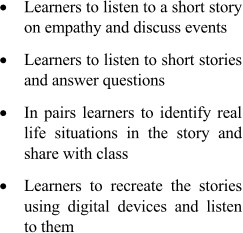 • Learners to listen to a short story
on empathy and discuss events
• Learners to listen to short stories
and answer questions
• In pairs learners to identify real
life situations in the story and
share with class
• Learners to recreate the stories
using digital devices and listen
to them